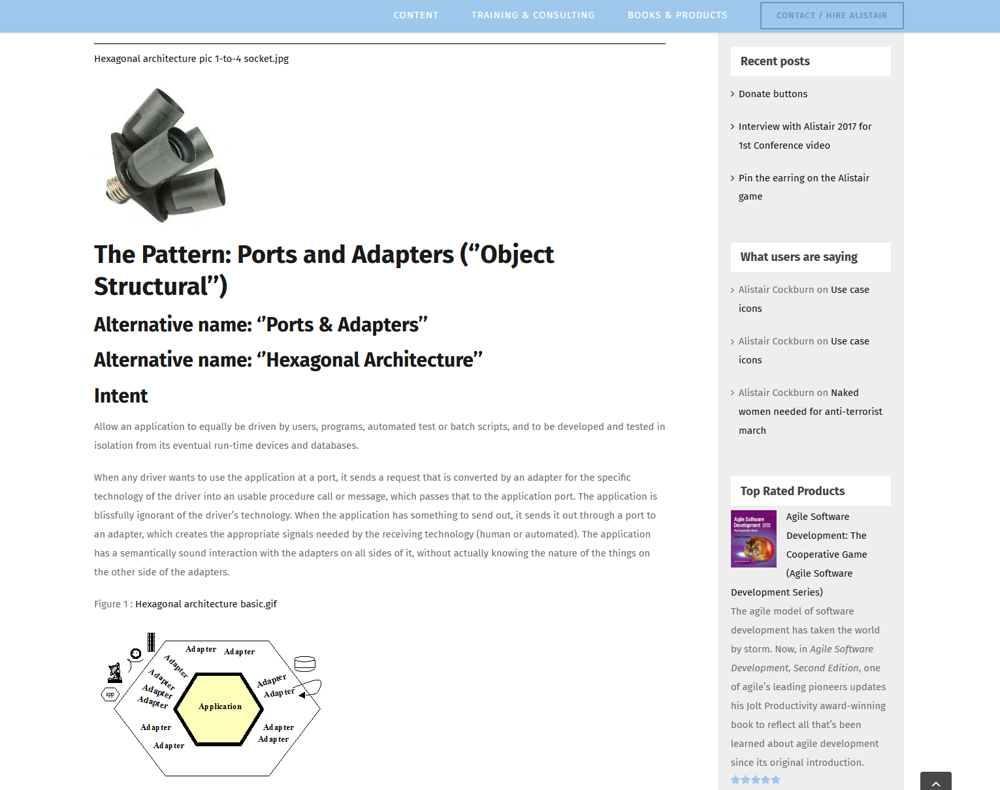 CONTENT
TRAINING & CONSULTING
BOOKS & PRODUCTS
CONTACT / HIRE ALISTAIR
Hexagonal architecture pic 1-to-4 socket.jpg
The Pattern: Ports and Adapters (‘’Object
Structural’’)
Alternative name: ‘’Ports & Adapters’’
Alternative name: ‘’Hexagonal Architecture’’
Intent
Allow an application to equally be driven by users, programs, automated test or batch scripts, and to be developed and tested in
isolation from its eventual run-time devices and databases.
When any driver wants to use the application at a port, it sends a request that is converted by an adapter for the specific
technology of the driver into an usable procedure call or message, which passes that to the application port. The application is
blissfully ignorant of the driver’s technology. When the application has something to send out, it sends it out through a port to
an adapter, which creates the appropriate signals needed by the receiving technology (human or automated). The application
has a semantically sound interaction with the adapters on all sides of it, without actually knowing the nature of the things on
the other side of the adapters.
Figure 1 : Hexagonal architecture basic.gif
Adapter
Adapter
Adapter
Adapter
Adapter
Adapter
app
Adapter
Adapter
Application
Adapter
Adapter
Adapter
Adapter
Recent posts
Donate buttons
Interview with Alistair 2017 for
1st Conference video
Pin the earring on the Alistair
game
What users are saying
Alistair Cockburn on Use case
icons
Alistair Cockburn on Use case
icons
Alistair Cockburn on Naked
women needed for anti-terrorist
march
Top Rated Products
Agile Software
Development
Agile Software
Development: The
Cooperative Game
(Agile Software
Development Series)
The agile model of software
development has taken the world
by storm. Now, in Agile Software
Development, Second Edition, one
of agile’s leading pioneers updates
his Jolt Productivity award-winning
book to reflect all that’s been
learned about agile development
since its original introduction.